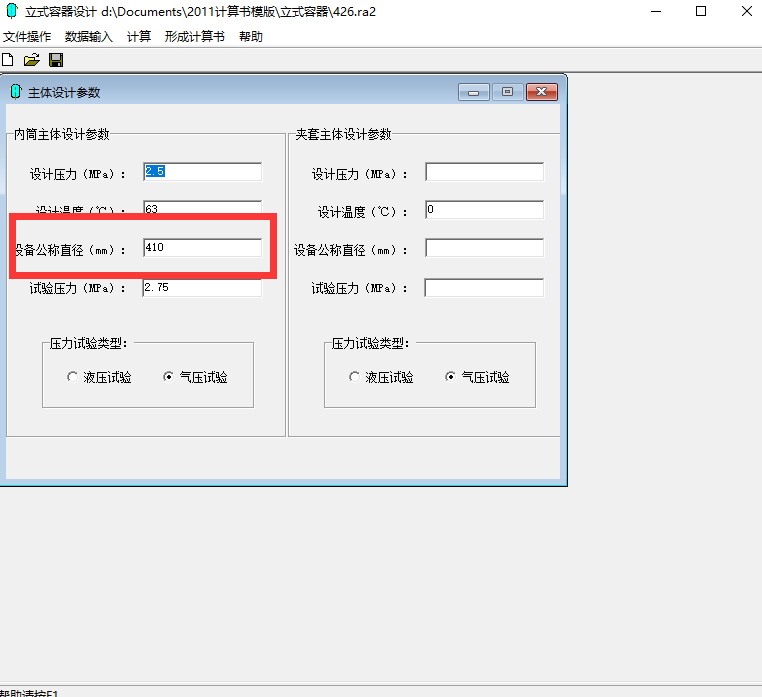 立式容器设计 d:\Documents\2011计算书模版\立式容器\426.ra2
文件操作 数据输入 计算 形成计算书 帮助
主体设计参数
内筒主体设计参数
设计压力(MPa): 2.5
设计温度(℃): 63
设备公称直径(mm): 410
试验压力(MPa): 2.75
压力试验类型:
液压试验 气压试验
夹套主体设计参数
设计压力(MPa):
设计温度(℃): 0
设备公称直径(mm):
试验压力(MPa):
压力试验类型:
液压试验 气压试验
帮助请按F1